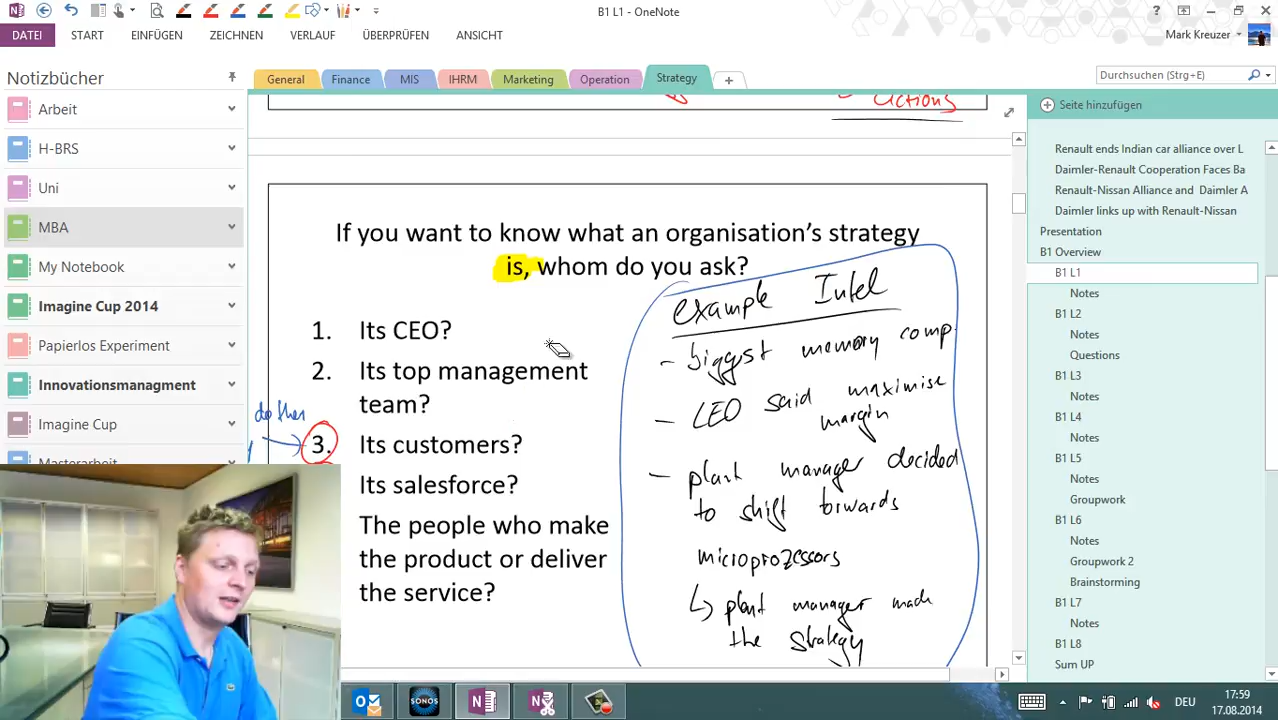 B1 L1 - OneNote
DATEI START EINFÜGEN ZEICHNEN VERLAUF ÜBERPRÜFEN ANSICHT
Mark Kreuzer
Notizbücher
Arbeit
H-BRS
Uni
MBA
My Notebook
Imagine Cup 2014
Papierlos Experiment
Innovationsmanagment
Imagine Cup
Masterarbeit
General Finance MIS IHRM Marketing Operation Strategy
Durchsuchen (Strg+E)
actions
If you want to know what an organisation's strategy
is, whom do you ask?
1. Its CEO?
2. Its top management
team?
3. Its customers?
Its salesforce?
The people who make
the product or deliver
the service?
example Intel
- biggest memory comp.
- CEO said maximise
margin
- plant manager decided
to shift torwards
microprozessors
↳ plant manager made
the strategy
Seite hinzufügen
Renault ends Indian car alliance over L
Daimler-Renault Cooperation Faces Ba
Renault-Nissan Alliance and Daimler A
Daimler links up with Renault-Nissan
Presentation
B1 Overview
B1 L1
Notes
B1 L2
Notes
Questions
B1 L3
Notes
B1 L4
Notes
B1 L5
Notes
Groupwork
B1 L6
Notes
Groupwork 2
Brainstorming
B1 L7
Notes
B1 L8
Sum UP
SONOS
DEU
17:59
17.08.2014